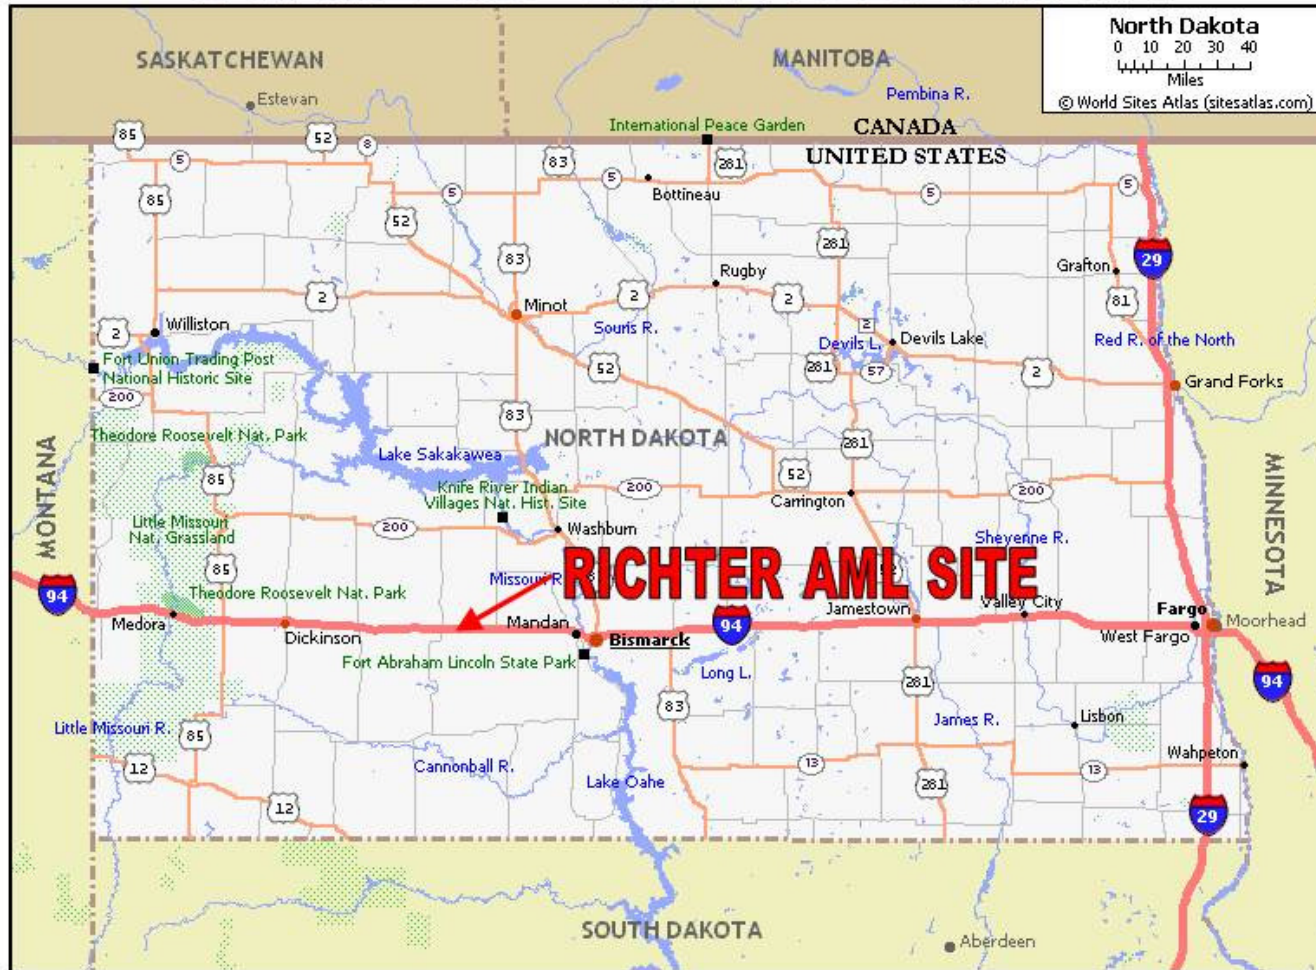 North Dakota
0 10 20 30 40
Miles
© World Sites Atlas (sitesatlas.com)
SASKATCHEWAN
MANITOBA
Estevan
Pembina R.
International Peace Garden
CANADA
UNITED STATES
85
52
8
83
281
5
5
5
5
5
Bottineau
85
52
281
83
29
Grafton
Rugby
2
2
2
81
Minot
Williston
2
Souris R.
2
Devils L.
Devils Lake
Red R. of the North
Fort Union Trading Post
National Historic Site
52
281
57
2
Grand Forks
200
83
Theodore Roosevelt Nat. Park
NORTH DAKOTA
281
MONTANA
MINNESOTA
Lake Sakakawea
85
52
Knife River Indian
Villages Nat. Hist. Site
200
200
Carrington
Little Missouri
Nat. Grassland
200
Washburn
Sheyenne R.
85
Missouri R.
RICHTER AML SITE
52
94
Theodore Roosevelt Nat. Park
Medora
Dickinson
Mandan
Bismarck
94
Jamestown
Valley City
Fargo
West Fargo
Moorhead
Fort Abraham Lincoln State Park
Long L.
281
94
83
Little Missouri R.
85
James R.
Lisbon
Wahpeton
12
Cannonball R.
Lake Oahe
13
13
12
281
29
SOUTH DAKOTA
Aberdeen